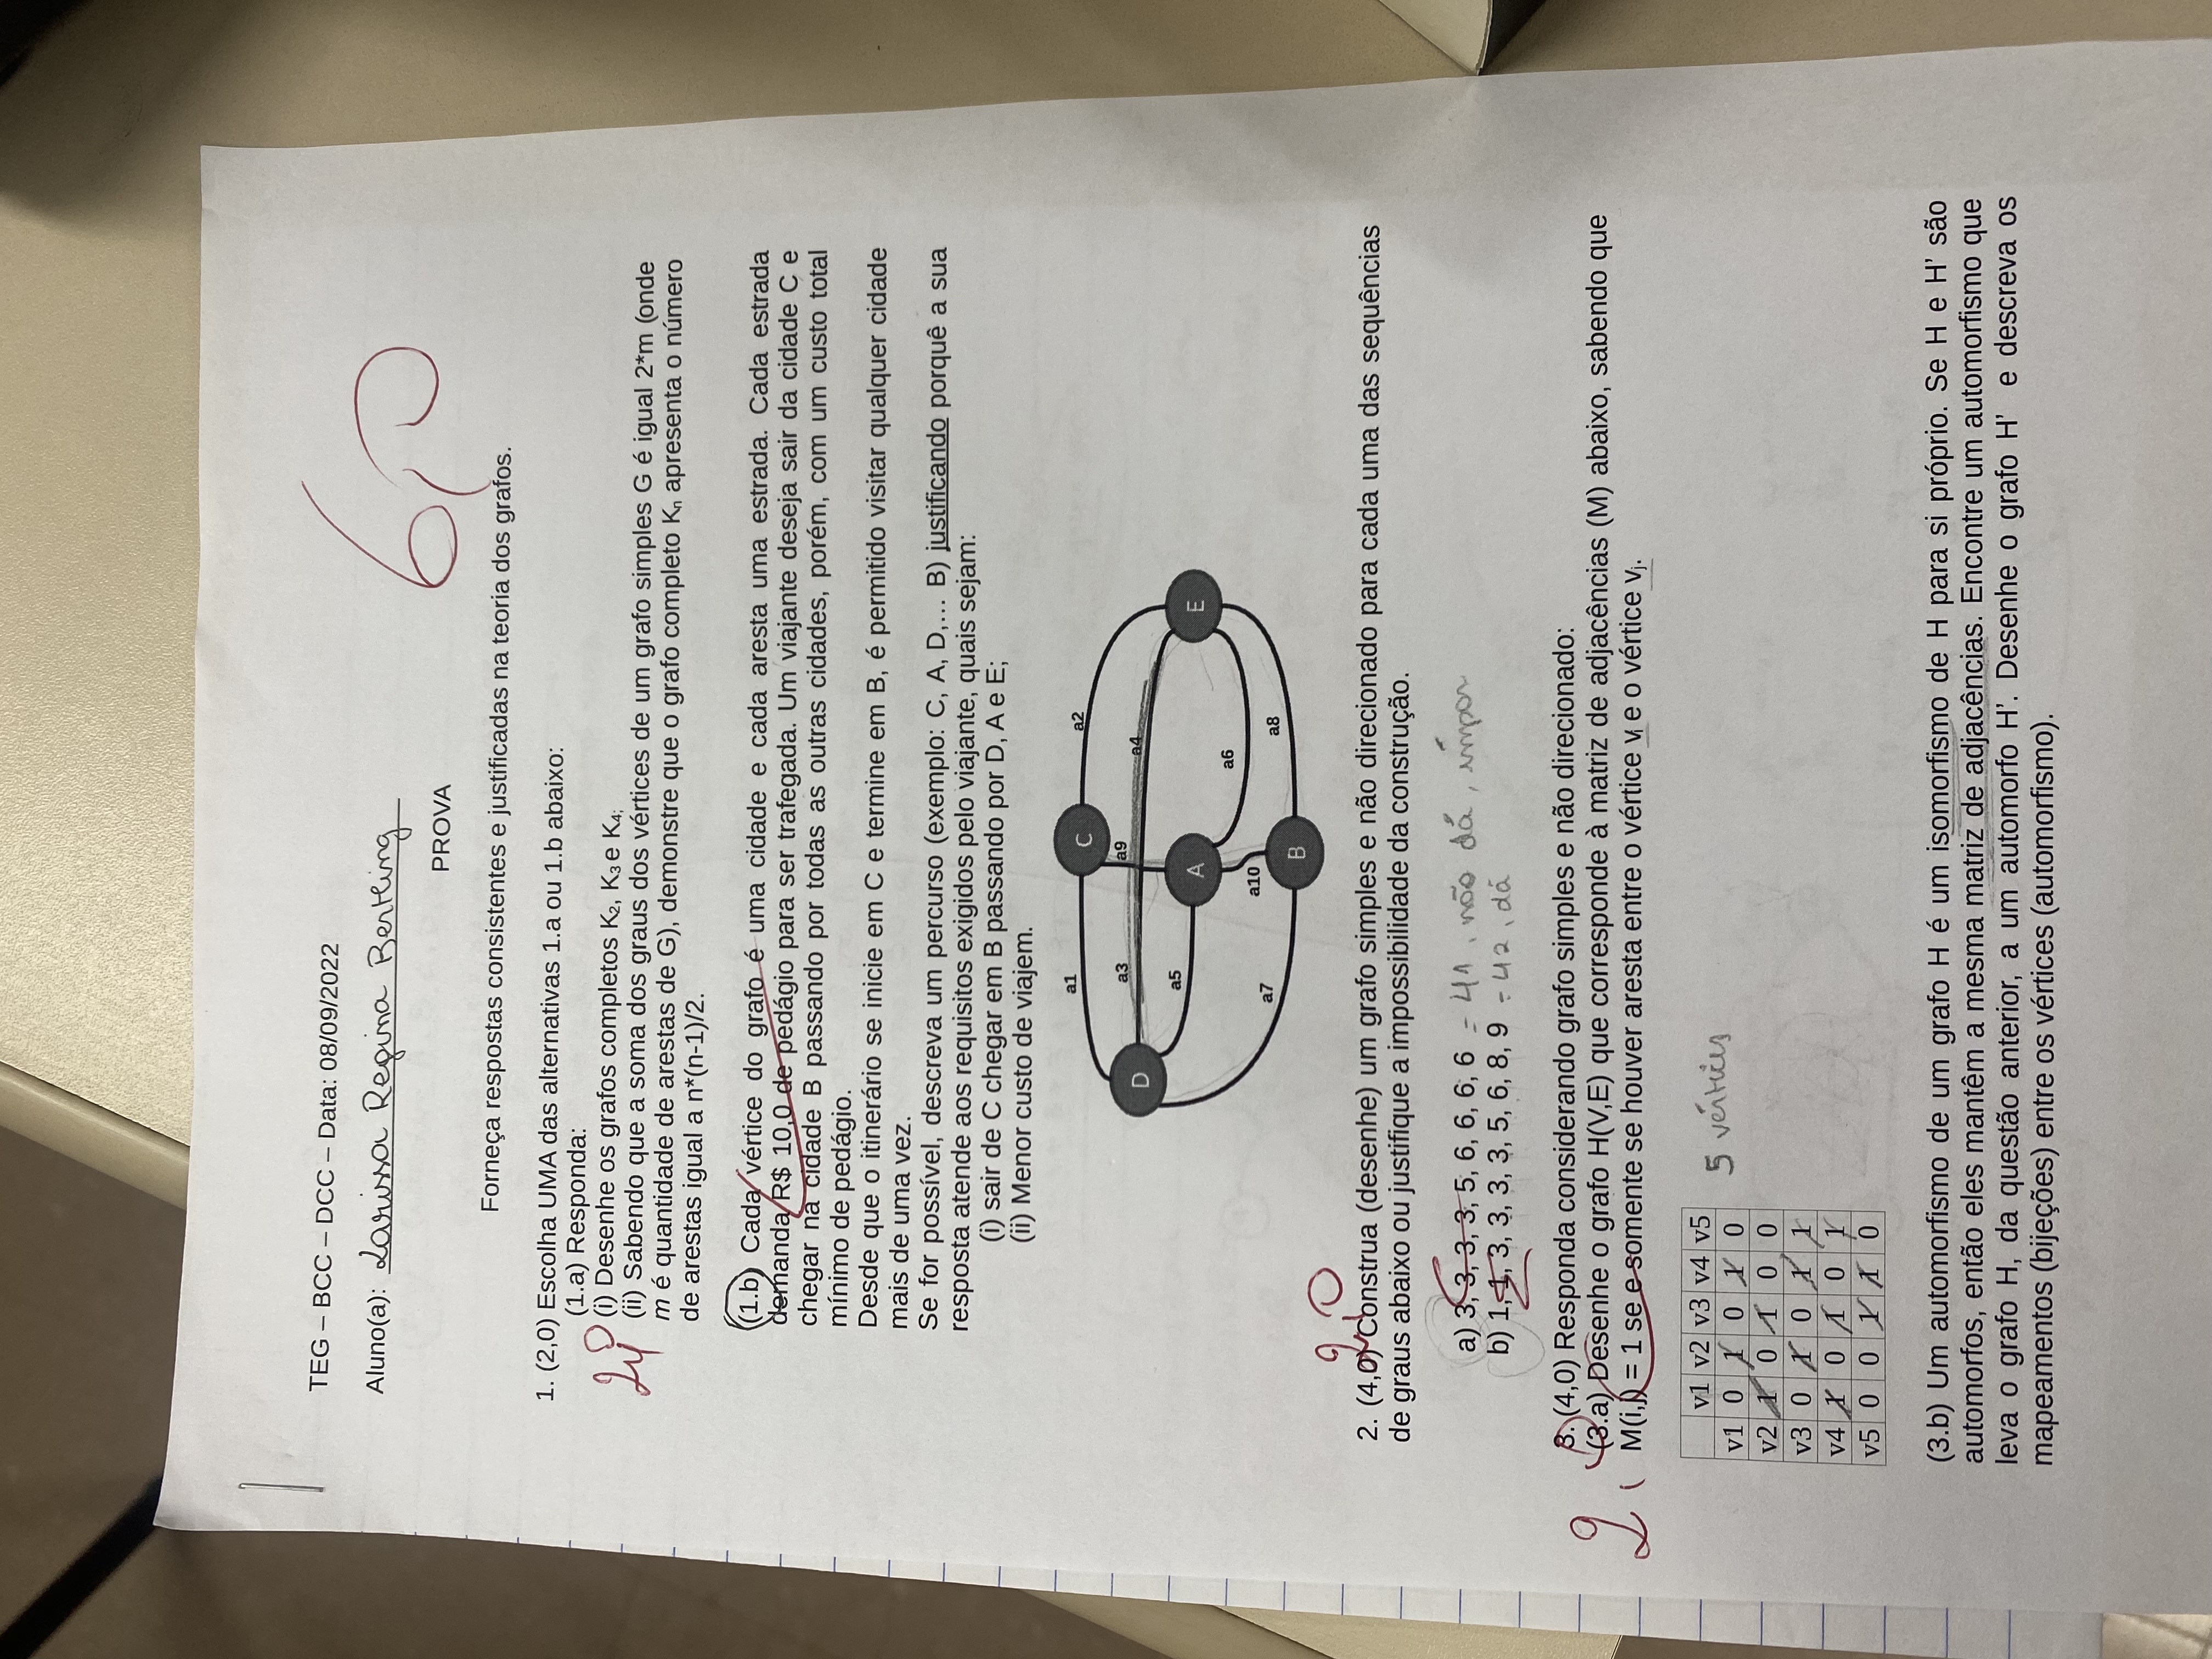 TEG – BCC – DCC – Data: 08/09/2022
6,0
Aluno(a): Larissa Regina Bertling
PROVA
Forneça respostas consistentes e justificadas na teoria dos grafos.
1. (2,0) Escolha UMA das alternativas 1.a ou 1.b abaixo:
(1.a) Responda:
2,0
(i) Desenhe os grafos completos K₂, K₃ e K₄;
(ii) Sabendo que a soma dos graus dos vértices de um grafo simples G é igual 2*m (onde
m é quantidade de arestas de G), demonstre que o grafo completo Kₙ apresenta o número
de arestas igual a n*(n-1)/2.
(1.b) Cada vértice do grafo é uma cidade e cada aresta uma estrada. Cada estrada
demanda R$ 10,0 de pedágio para ser trafegada. Um viajante deseja sair da cidade C e
chegar na cidade B passando por todas as outras cidades, porém, com um custo total
mínimo de pedágio.
Desde que o itinerário se inicie em C e termine em B, é permitido visitar qualquer cidade
mais de uma vez.
Se for possível, descreva um percurso (exemplo: C, A, D,... B) justificando porquê a sua
resposta atende aos requisitos exigidos pelo viajante, quais sejam:
(i) sair de C chegar em B passando por D, A e E;
(ii) Menor custo de viajem.
a1 C a2
a3 a9 a4
D
a5 A E
a6
a10
a7 a8
B
2,0
2. (4,0) Construa (desenhe) um grafo simples e não direcionado para cada uma das sequências
de graus abaixo ou justifique a impossibilidade da construção.
a) 3, 3, 3, 3, 5, 6, 6, 6, 6 = 41, não dá, ímpar
b) 1, 1, 3, 3, 3, 3, 5, 6, 8, 9 = 42, dá
3. (4,0) Responda considerando grafo simples e não direcionado:
2,0
(3.a) Desenhe o grafo H(V,E) que corresponde à matriz de adjacências (M) abaixo, sabendo que
M(i,j) = 1 se e somente se houver aresta entre o vértice vᵢ e o vértice vⱼ.
v1 v2 v3 v4 v5
5 vértices
v1 0 1 0 1 0
v2 1 0 1 0 0
v3 0 1 0 1 1
v4 1 0 1 0 1
v5 0 0 1 1 0
(3.b) Um automorfismo de um grafo H é um isomorfismo de H para si próprio. Se H e H' são
automorfos, então eles mantêm a mesma matriz de adjacências. Encontre um automorfismo que
leva o grafo H, da questão anterior, a um automorfo H'. Desenhe o grafo H' e descreva os
mapeamentos (bijeções) entre os vértices (automorfismo).